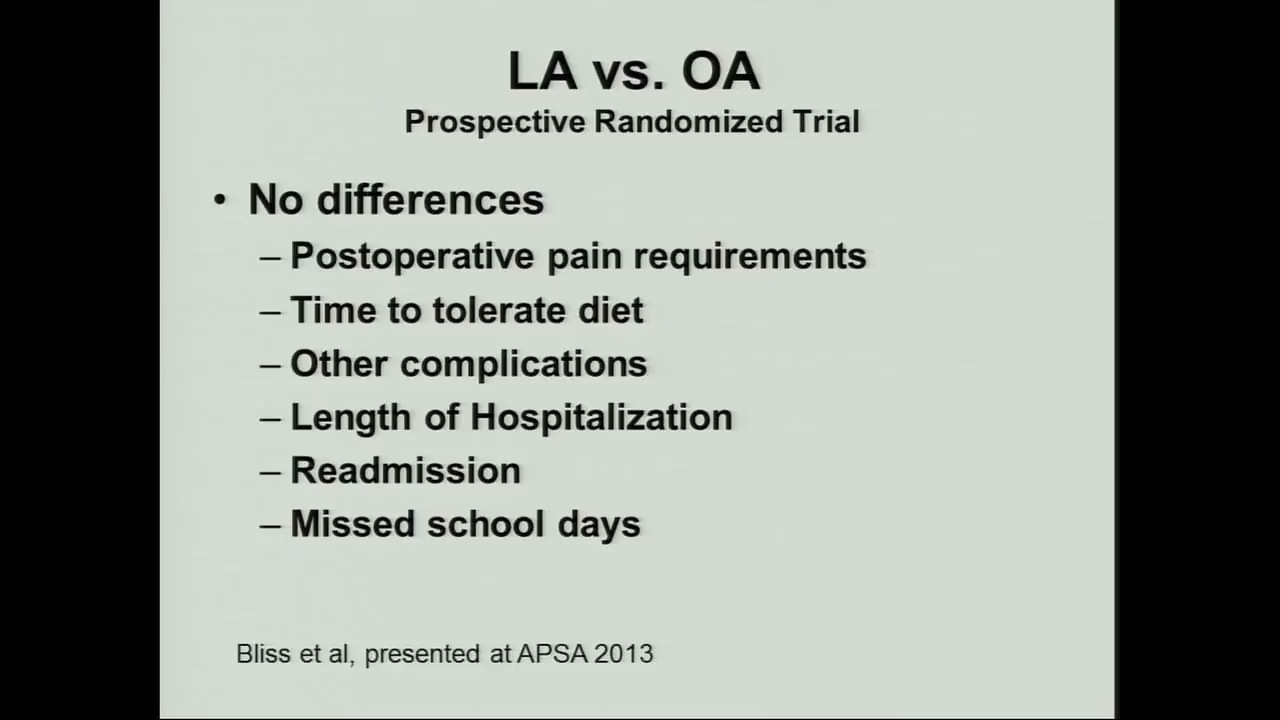 LA vs. OA
Prospective Randomized Trial
• No differences
– Postoperative pain requirements
– Time to tolerate diet
– Other complications
– Length of Hospitalization
– Readmission
– Missed school days
Bliss et al, presented at APSA 2013